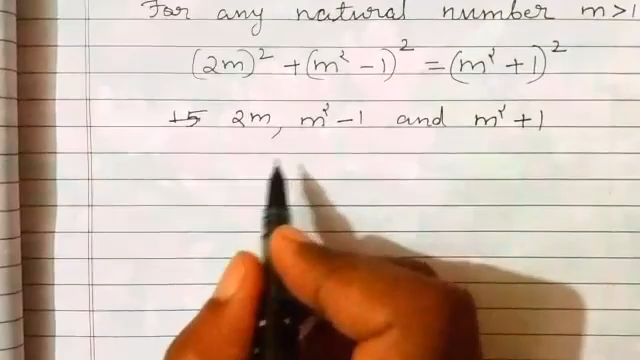 For any natural number m>1
(2m)² + (m² - 1)² = (m² + 1)²
2m, m² - 1 and m² + 1